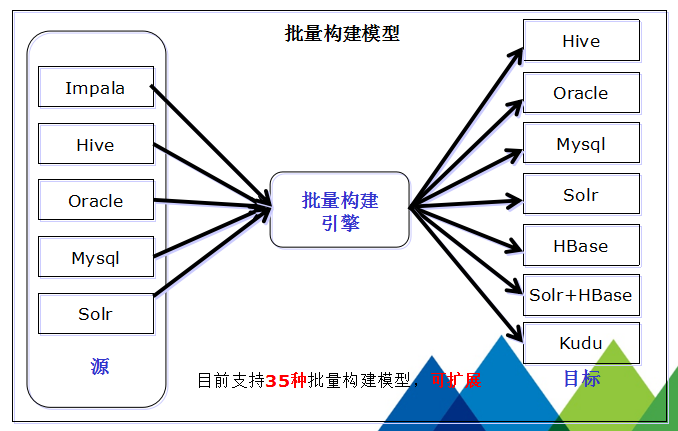 批量构建模型
Impala
Hive
Oracle
Mysql
Solr
源
批量构建
引擎
Hive
Oracle
Mysql
Solr
HBase
Solr+HBase
Kudu
目标
目前支持35种批量构建模型，可扩展